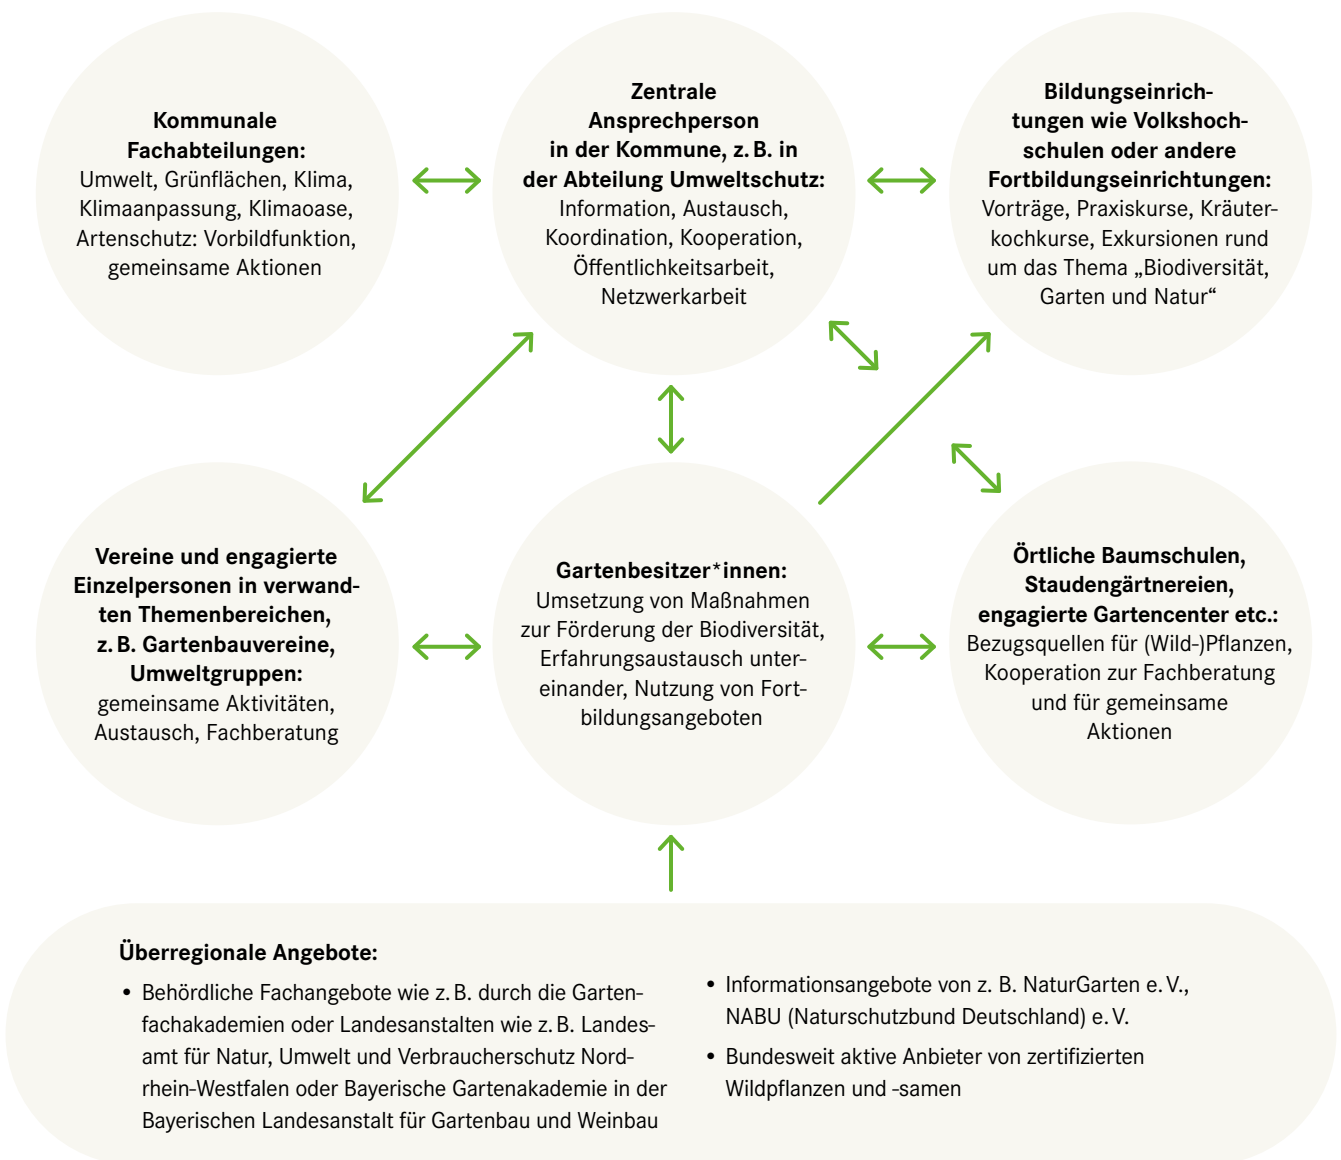 Kommunale
Fachabteilungen:
Umwelt, Grünflächen, Klima,
Klimaanpassung, Klimaoase,
Artenschutz: Vorbildfunktion,
gemeinsame Aktionen
Zentrale
Ansprechperson
in der Kommune, z. B. in
der Abteilung Umweltschutz:
Information, Austausch,
Koordination, Kooperation,
Öffentlichkeitsarbeit,
Netzwerkarbeit
Bildungseinrich-
tungen wie Volkshoch-
schulen oder andere
Fortbildungseinrichtungen:
Vorträge, Praxiskurse, Kräuter-
kochkurse, Exkursionen rund
um das Thema „Biodiversität,
Garten und Natur“
Vereine und engagierte
Einzelpersonen in verwand-
ten Themenbereichen,
z. B. Gartenbauvereine,
Umweltgruppen:
gemeinsame Aktivitäten,
Austausch, Fachberatung
Gartenbesitzer*innen:
Umsetzung von Maßnahmen
zur Förderung der Biodiversität,
Erfahrungsaustausch unter-
einander, Nutzung von Fort-
bildungsangeboten
Örtliche Baumschulen,
Staudengärtnereien,
engagierte Gartencenter etc.:
Bezugsquellen für (Wild-)Pflanzen,
Kooperation zur Fachberatung
und für gemeinsame
Aktionen
Überregionale Angebote:
• Behördliche Fachangebote wie z. B. durch die Garten-
fachakademien oder Landesanstalten wie z. B. Landes-
amt für Natur, Umwelt und Verbraucherschutz Nord-
rhein-Westfalen oder Bayerische Gartenakademie in der
Bayerischen Landesanstalt für Gartenbau und Weinbau
• Informationsangebote von z. B. NaturGarten e. V.,
NABU (Naturschutzbund Deutschland) e. V.
• Bundesweit aktive Anbieter von zertifizierten
Wildpflanzen und -samen